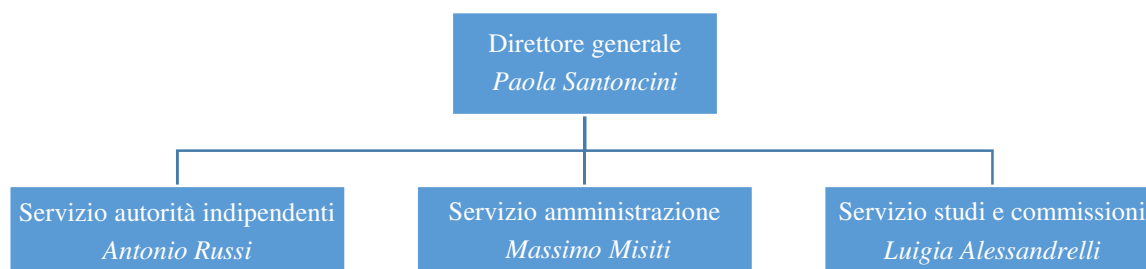 Direttore generale
Paola Santoncini
Servizio autorità indipendenti
Antonio Russi
Servizio amministrazione
Massimo Misiti
Servizio studi e commissioni
Luigia Alessandrelli